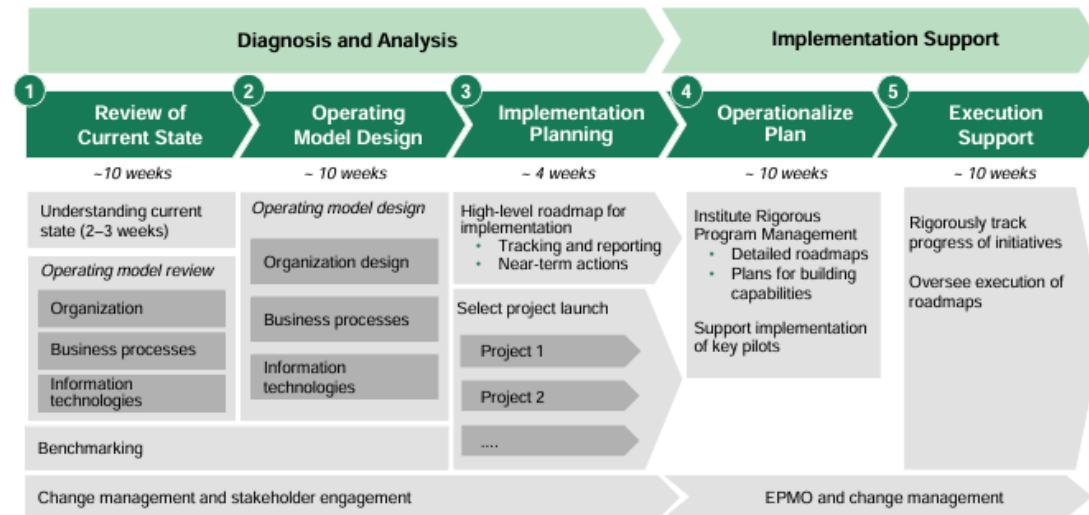 Diagnosis and Analysis
Implementation Support
1
Review of
Current State
2
Operating
Model Design
3
Implementation
Planning
4
Operationalize
Plan
5
Execution
Support
~10 weeks
~ 10 weeks
~ 4 weeks
~10 weeks
~ 10 weeks
Understanding current
state (2–3 weeks)
Operating model review
Organization
Business processes
Information
technologies
Operating model design
Organization design
Business processes
Information
technologies
Benchmarking
High-level roadmap for
implementation
• Tracking and reporting
• Near-term actions
Select project launch
Project 1
Project 2
....
Institute Rigorous
Program Management
• Detailed roadmaps
• Plans for building
capabilities
Support implementation
of key pilots
Rigorously track
progress of initiatives
Oversee execution of
roadmaps
Change management and stakeholder engagement
EPMO and change management